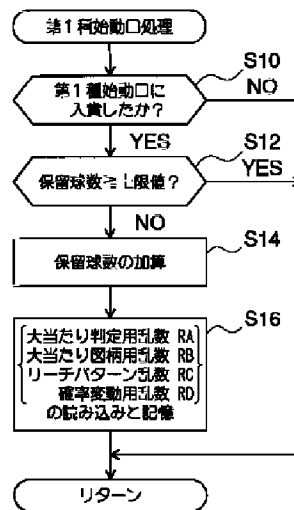 第1種始動口処理
S10
第1種始動口に
入賞したか？
NO
YES
S12
保留球数≧上限値？
YES
NO
S14
保留球数の加算
S16
大当たり判定用乱数 RA
大当たり図柄用乱数 RB
リーチパターン乱数 RC
確率変動用乱数 RD
の読み込みと記憶
リターン